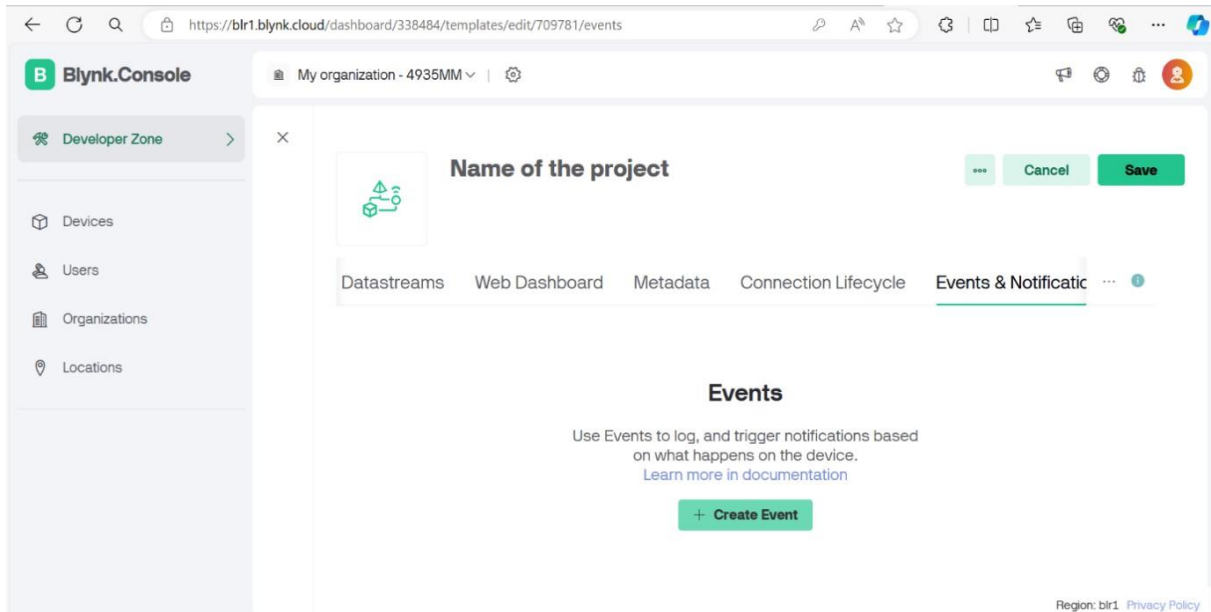 https://blr1.blynk.cloud/dashboard/338484/templates/edit/709781/events
B Blynk.Console
My organization - 4935MM
Developer Zone
Name of the project
Cancel
Save
Devices
Users
Organizations
Locations
Datastreams Web Dashboard Metadata Connection Lifecycle Events & Notificatic ...
Events
Use Events to log, and trigger notifications based
on what happens on the device.
Learn more in documentation
+ Create Event
Region: blr1 Privacy Policy